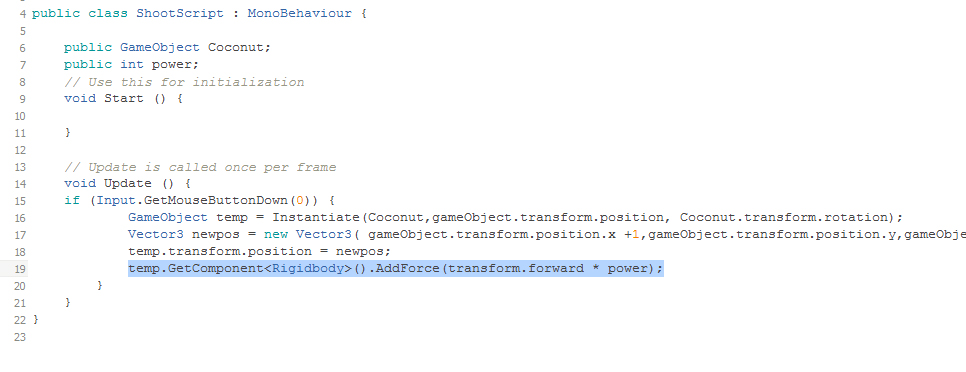 4 public class ShootScript : MonoBehaviour {
5
6 public GameObject Coconut;
7 public int power;
8 // Use this for initialization
9 void Start () {
10
11 }
12
13 // Update is called once per frame
14 void Update () {
15 if (Input.GetMouseButtonDown(0)) {
16 GameObject temp = Instantiate(Coconut,gameObject.transform.position, Coconut.transform.rotation);
17 Vector3 newpos = new Vector3( gameObject.transform.position.x +1,gameObject.transform.position.y,gameObje
18 temp.transform.position = newpos;
19 temp.GetComponent<Rigidbody>().AddForce(transform.forward * power);
20 }
21 }
22 }
23